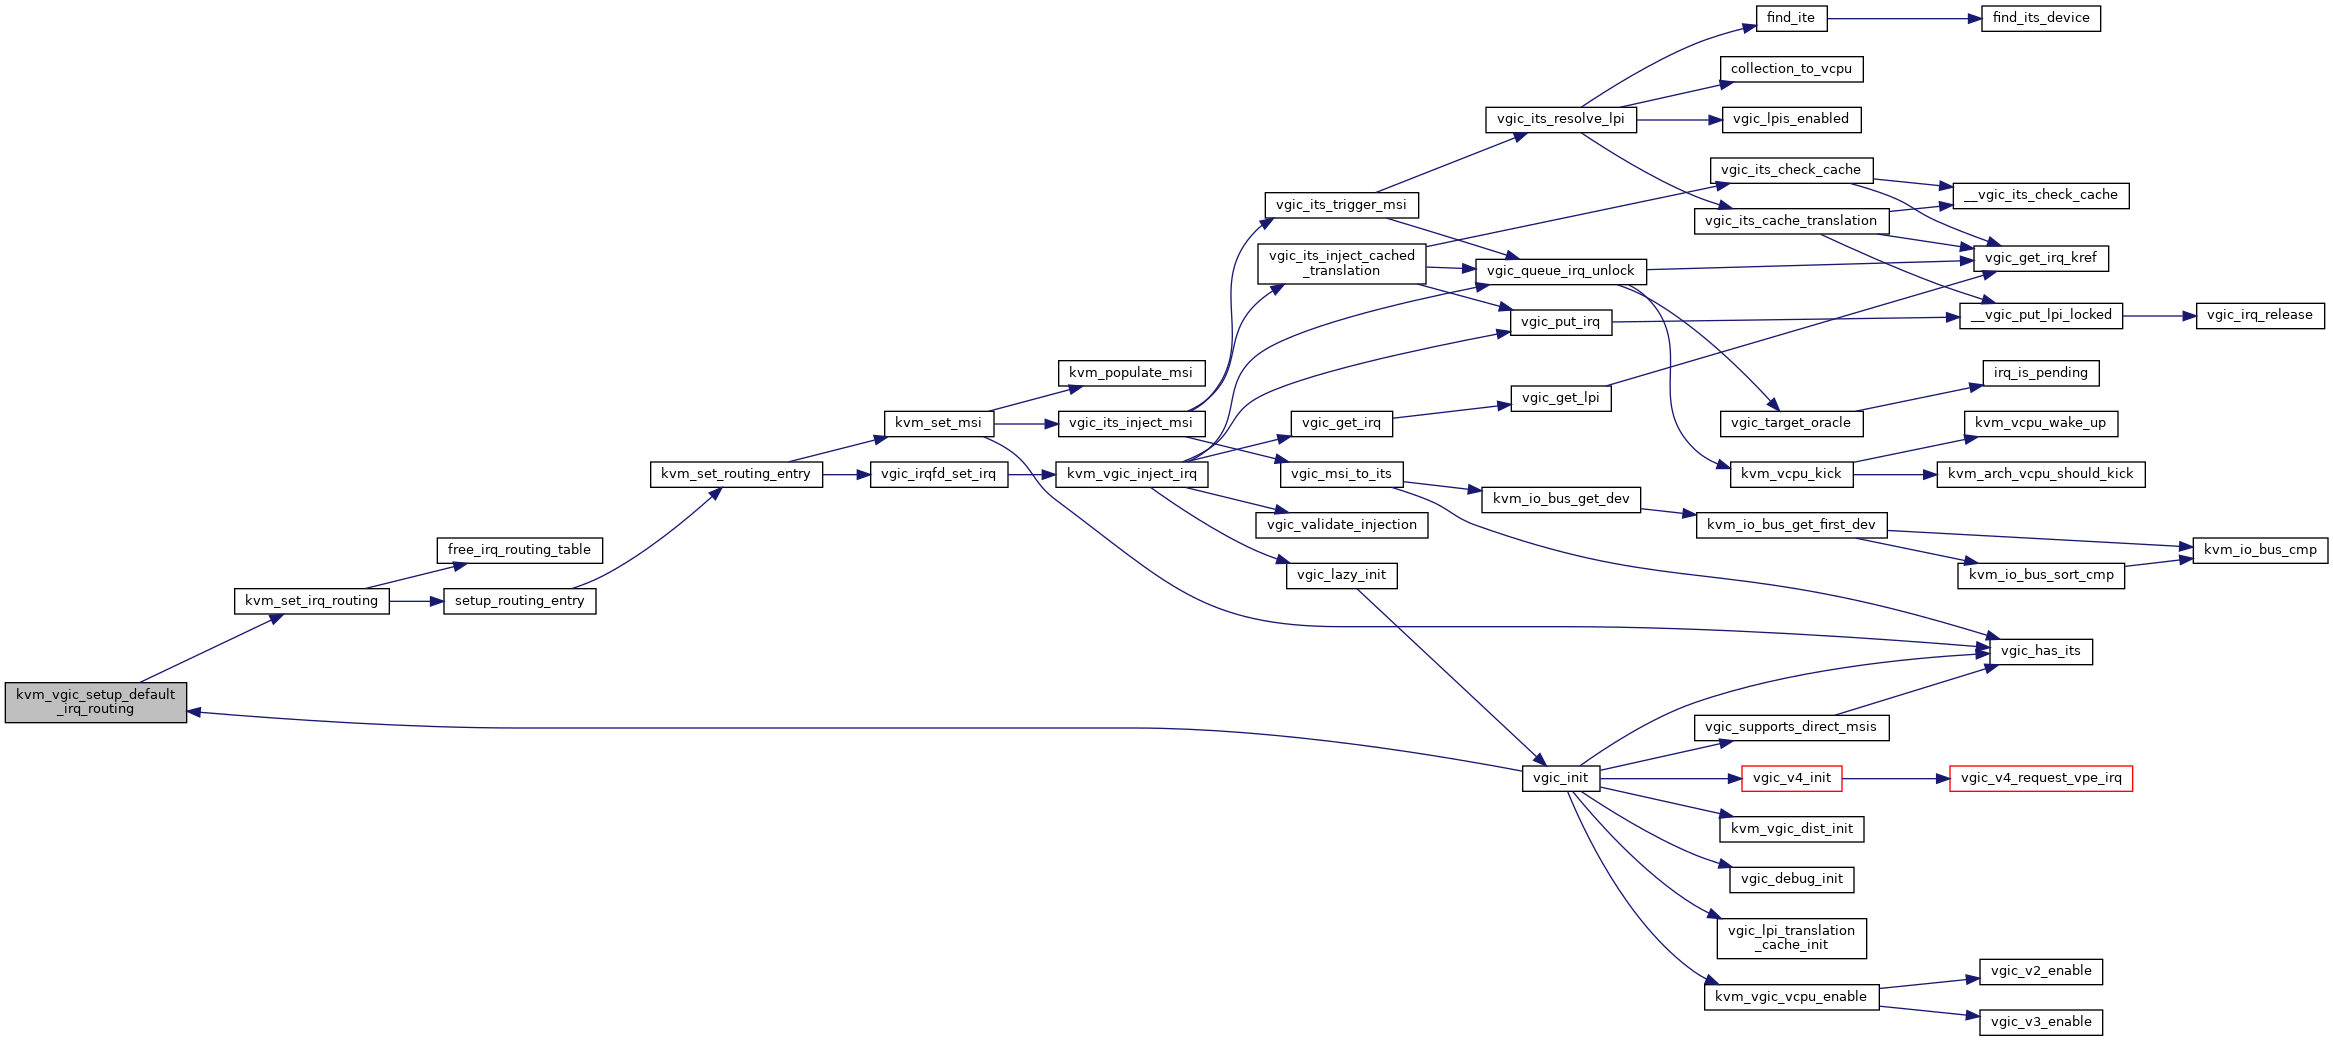 find_ite
find_its_device
collection_to_vcpu
vgic_its_resolve_lpi
vgic_lpis_enabled
vgic_its_check_cache
__vgic_its_check_cache
vgic_its_trigger_msi
vgic_its_cache_translation
vgic_its_inject_cached
_translation
vgic_queue_irq_unlock
vgic_get_irq_kref
vgic_put_irq
__vgic_put_lpi_locked
vgic_irq_release
kvm_populate_msi
irq_is_pending
vgic_get_lpi
kvm_set_msi
vgic_its_inject_msi
vgic_get_irq
vgic_target_oracle
kvm_vcpu_wake_up
kvm_set_routing_entry
vgic_irqfd_set_irq
kvm_vgic_inject_irq
vgic_msi_to_its
kvm_vcpu_kick
kvm_arch_vcpu_should_kick
kvm_io_bus_get_dev
vgic_validate_injection
kvm_io_bus_get_first_dev
free_irq_routing_table
kvm_io_bus_cmp
vgic_lazy_init
kvm_io_bus_sort_cmp
kvm_set_irq_routing
setup_routing_entry
vgic_has_its
kvm_vgic_setup_default
_irq_routing
vgic_supports_direct_msis
vgic_init
vgic_v4_init
vgic_v4_request_vpe_irq
kvm_vgic_dist_init
vgic_debug_init
vgic_lpi_translation
_cache_init
vgic_v2_enable
kvm_vgic_vcpu_enable
vgic_v3_enable